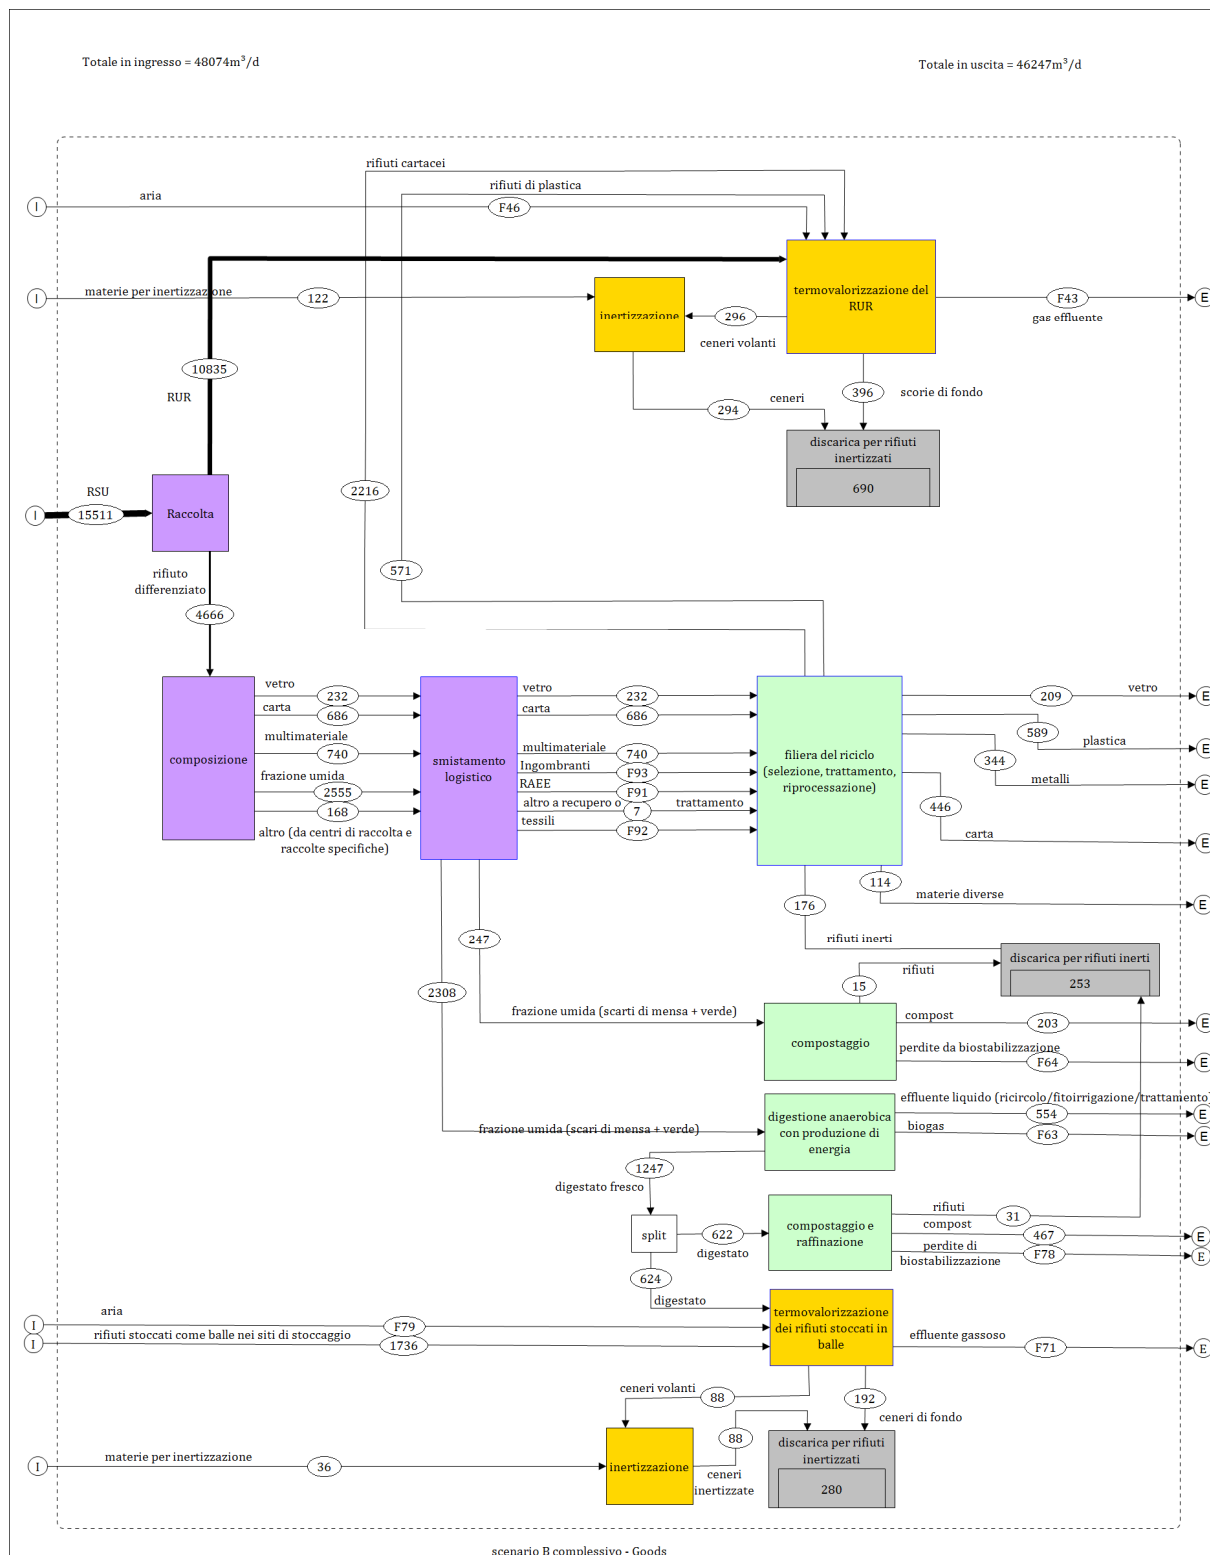 Totale in ingresso = 48074m³/d
Totale in uscita = 46247m³/d
rifiuti cartacei
rifiuti di plastica
aria
I
F46
termovalorizzazione del
RUR
materie per inertizzazione
I
122
inertizzazione
296
ceneri volanti
F43
gas effluente
E
10835
RUR
396
scorie di fondo
ceneri
294
discarica per rifiuti
inertizzati
690
RSU
I
15511
Raccolta
2216
571
rifiuto
differenziato
4666
composizione
vetro
232
carta
686
multimateriale
740
frazione umida
2555
168
altro (da centri di raccolta e
raccolte specifiche)
smistamento
logistico
vetro
232
carta
686
multimateriale
740
Ingombranti
F93
RAEE
F91
altro a recupero o
7
trattamento
tessili
F92
filiera del riciclo
(selezione, trattamento,
riprocessazione)
209
vetro
E
589
plastica
E
344
metalli
E
446
carta
E
114
materie diverse
E
176
rifiuti inerti
247
2308
discarica per rifiuti inerti
253
15
rifiuti
frazione umida (scarti di mensa + verde)
compostaggio
compost
203
E
perdite da biostabilizzazione
F64
E
effluente liquido (ricircolo/fitoirrigazione/trattamento)
554
E
biogas
F63
E
digestione anaerobica
con produzione di
energia
frazione umida (scari di mensa + verde)
1247
digestato fresco
split
622
digestato
compostaggio e
raffinazione
rifiuti
31
compost
467
E
perdite di
biostabilizzazione
F78
E
624
digestato
aria
I
F79
rifiuti stoccati come balle nei siti di stoccaggio
I
1736
termovalorizzazione
dei rifiuti stoccati in
balle
effluente gassoso
F71
E
ceneri volanti
88
192
ceneri di fondo
88
materie per inertizzazione
I
36
inertizzazione
ceneri
inertizzate
discarica per rifiuti
inertizzati
280
scenario B complessivo - Goods